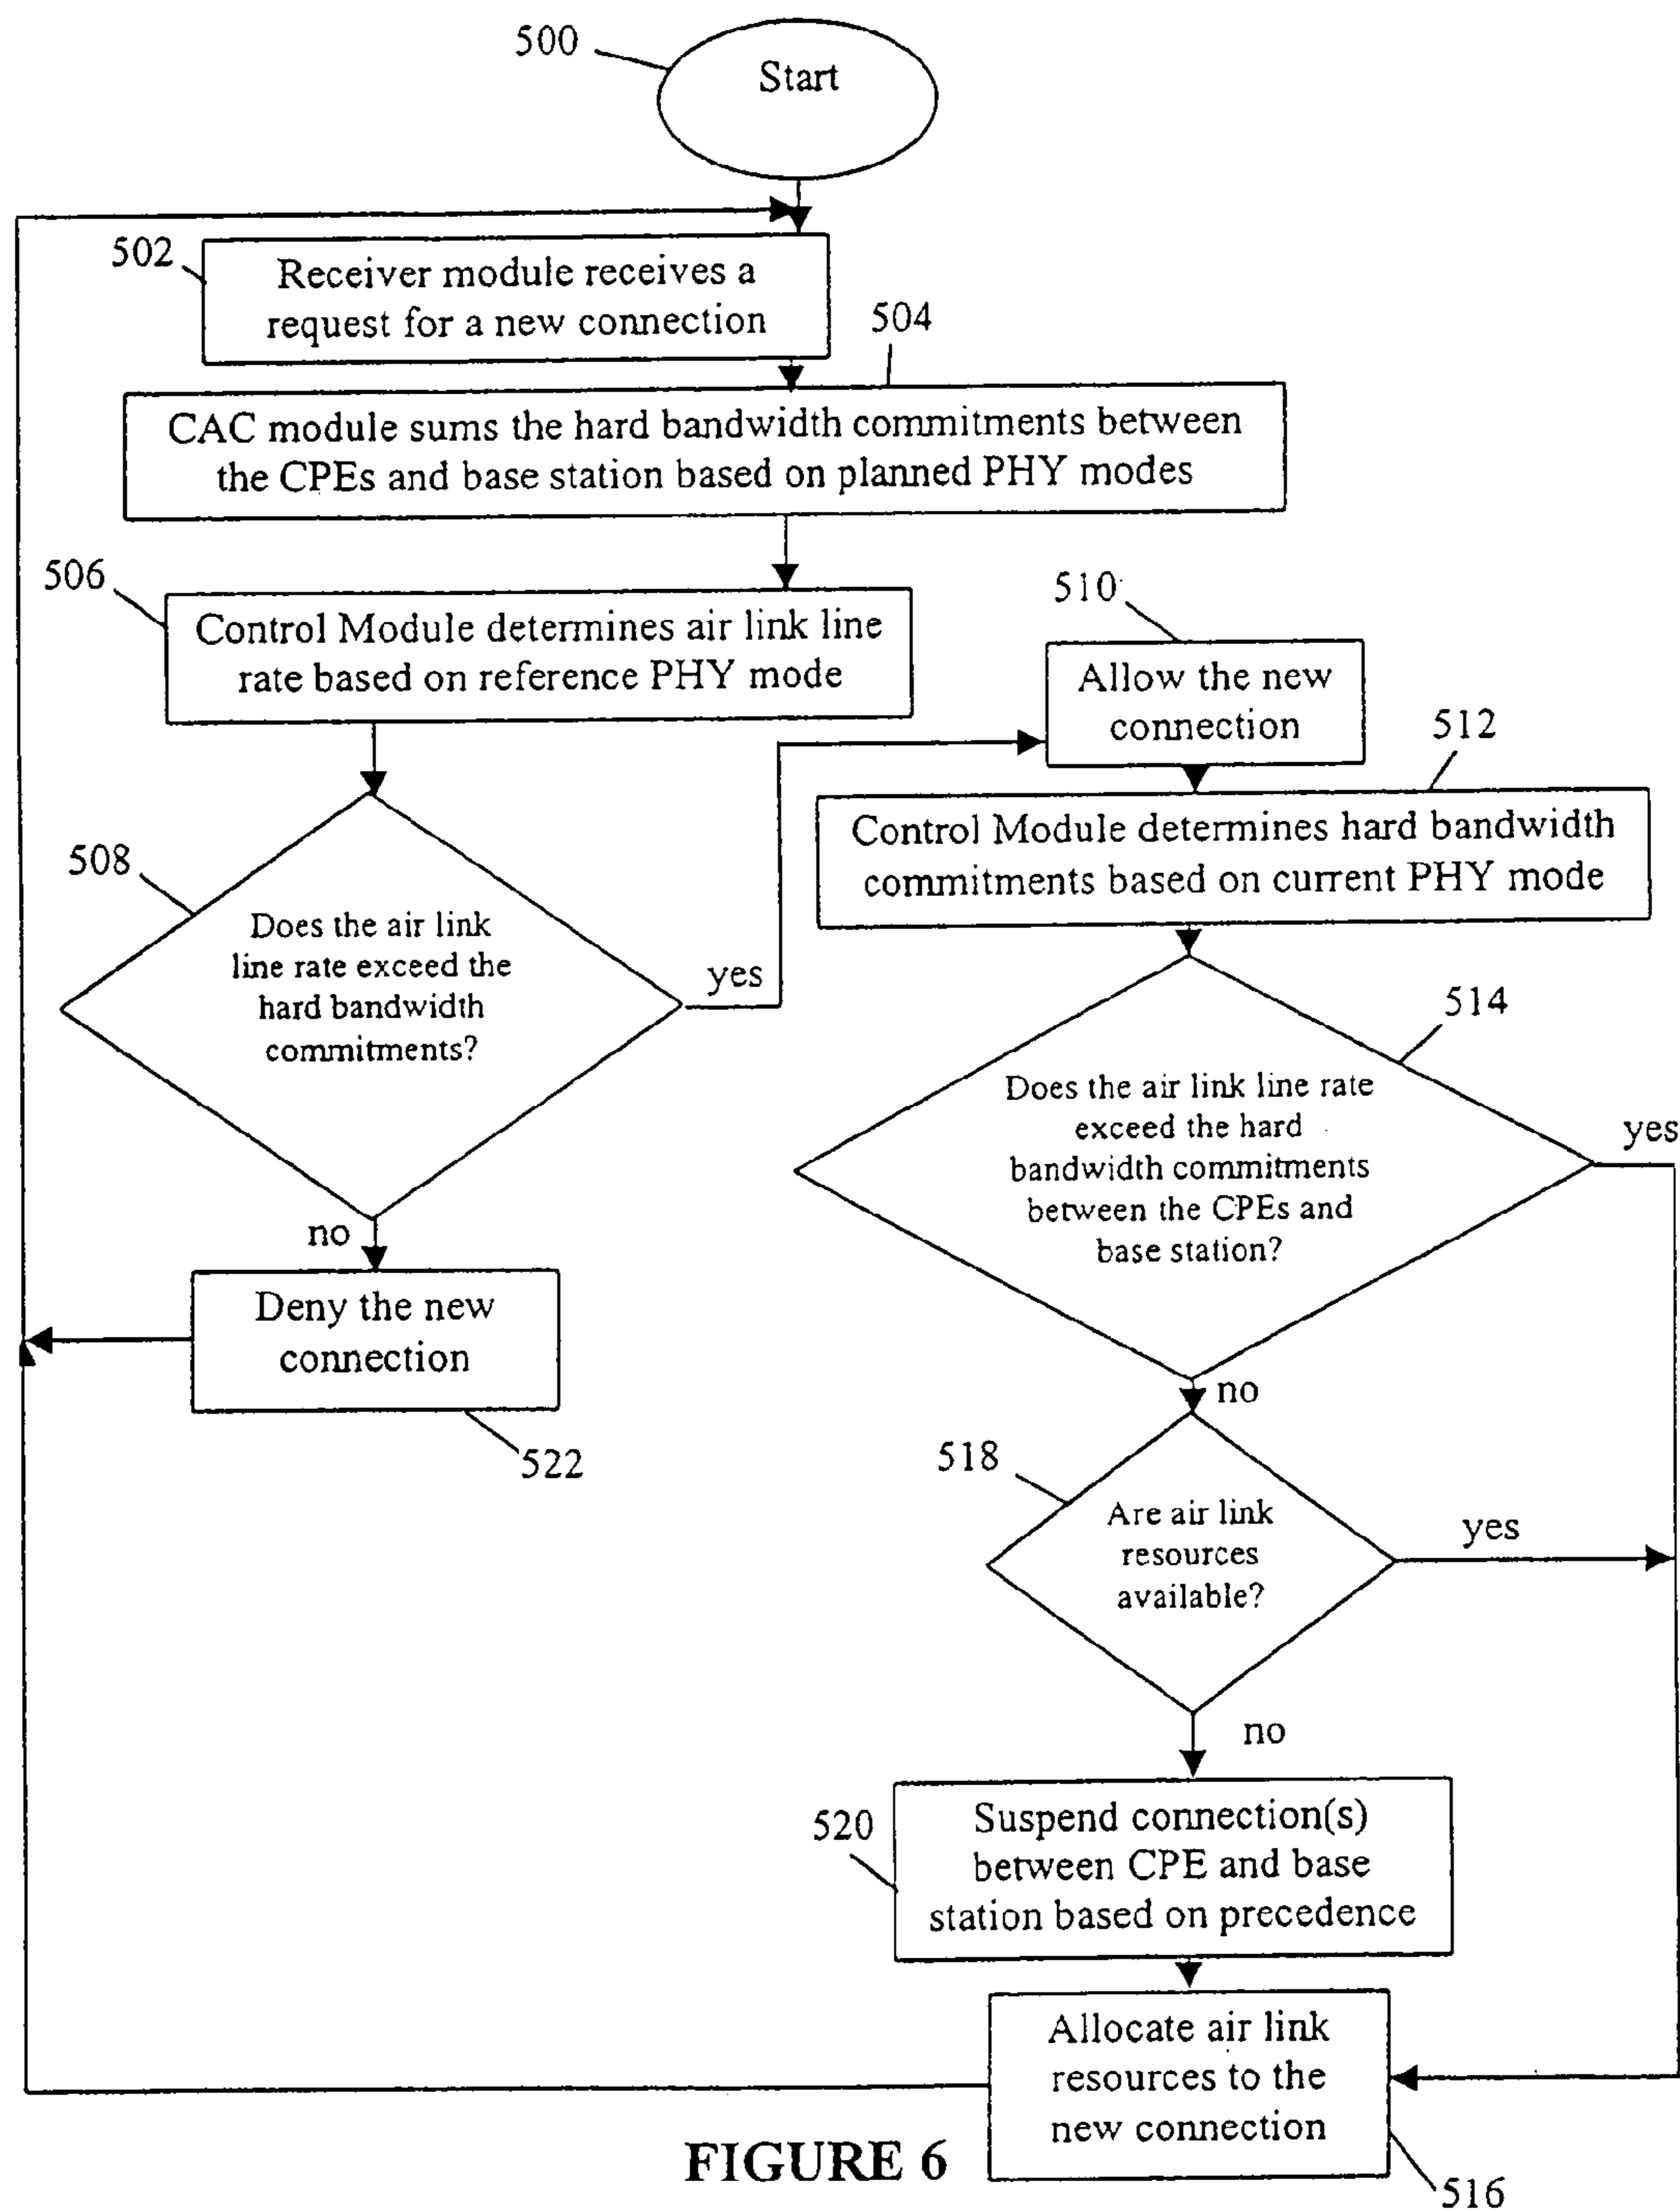 500
Start
502
Receiver module receives a
request for a new connection
504
CAC module sums the hard bandwidth commitments between
the CPEs and base station based on planned PHY modes
506
Control Module determines air link line
rate based on reference PHY mode
510
Allow the new
connection
512
Control Module determines hard bandwidth
commitments based on current PHY mode
508
Does the air link
line rate exceed the
hard bandwidth
commitments?
yes
no
514
Does the air link line rate
exceed the hard
bandwidth commitments
between the CPEs and
base station?
yes
no
Deny the new
connection
522
518
Are air link
resources
available?
yes
no
520
Suspend connection(s)
between CPE and base
station based on precedence
Allocate air link
resources to the
new connection
516
FIGURE 6